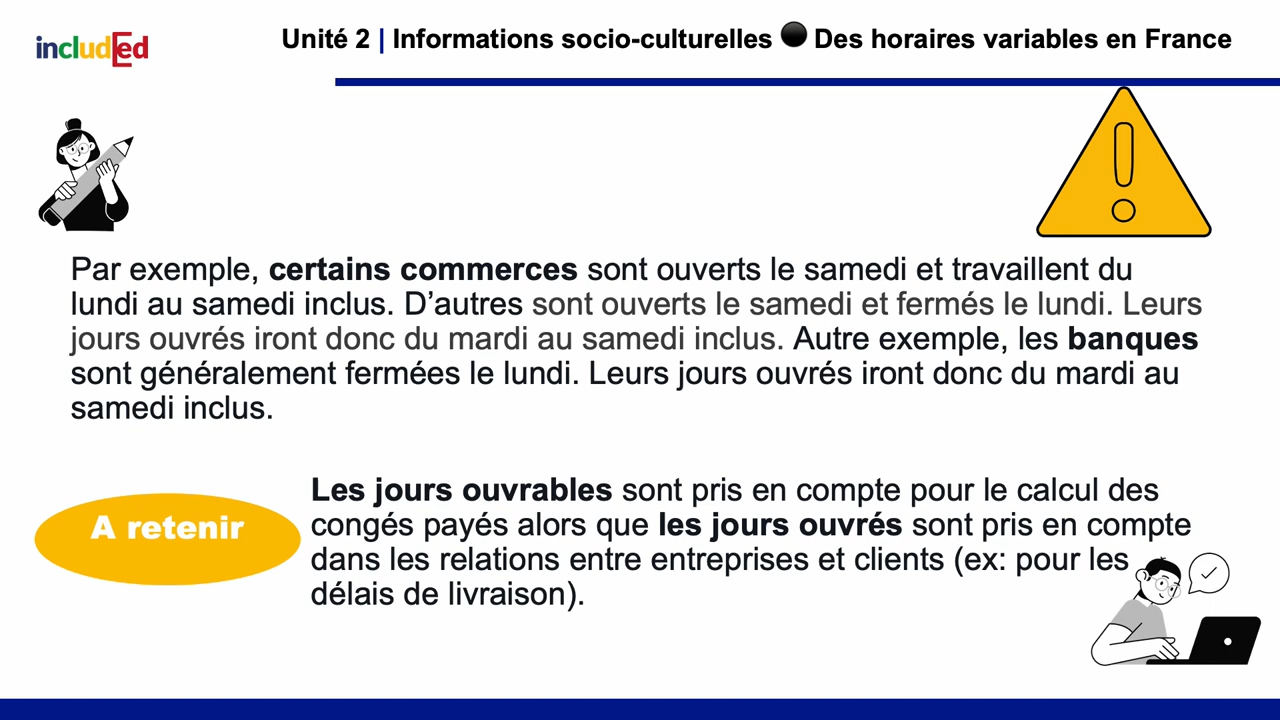 includEd
Unité 2 | Informations socio-culturelles ⚫ Des horaires variables en France
Par exemple, certains commerces sont ouverts le samedi et travaillent du
lundi au samedi inclus. D’autres sont ouverts le samedi et fermés le lundi. Leurs
jours ouvrés iront donc du mardi au samedi inclus. Autre exemple, les banques
sont généralement fermées le lundi. Leurs jours ouvrés iront donc du mardi au
samedi inclus.
A retenir
Les jours ouvrables sont pris en compte pour le calcul des
congés payés alors que les jours ouvrés sont pris en compte
dans les relations entre entreprises et clients (ex: pour les
délais de livraison).